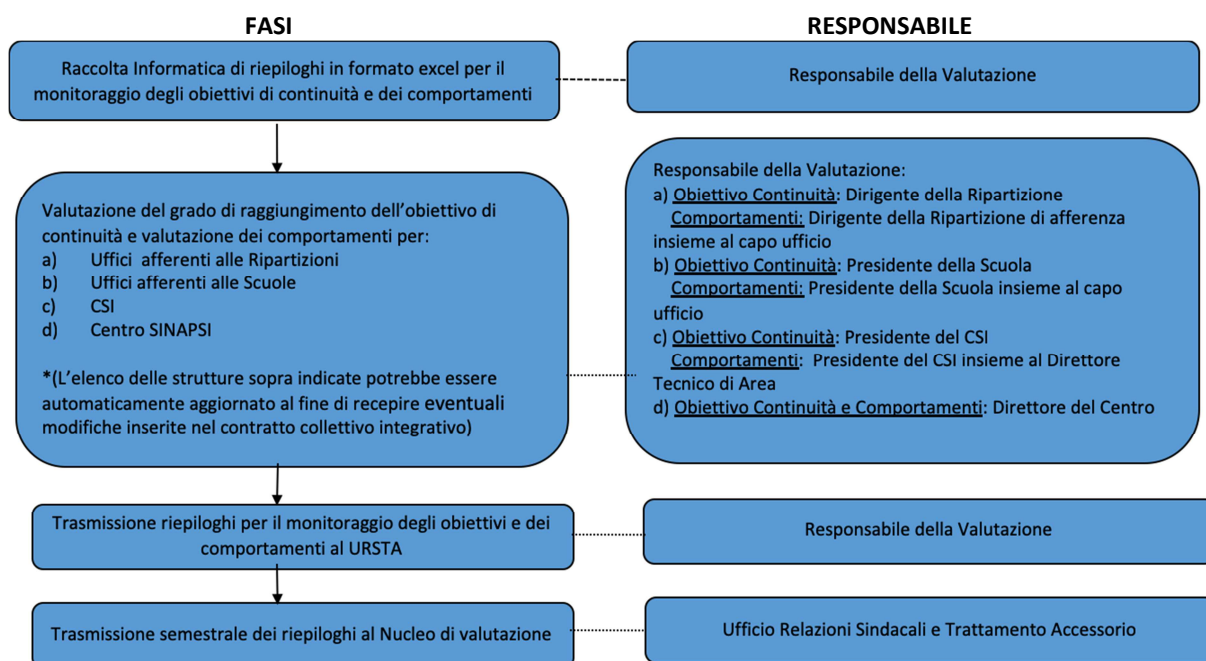 FASI
RESPONSABILE
Raccolta Informatica di riepiloghi in formato excel per il
monitoraggio degli obiettivi di continuità e dei comportamenti
Responsabile della Valutazione
Valutazione del grado di raggiungimento dell'obiettivo di
continuità e valutazione dei comportamenti per:
a) Uffici afferenti alle Ripartizioni
b) Uffici afferenti alle Scuole
c) CSI
d) Centro SINAPSI
*(L'elenco delle strutture sopra indicate potrebbe essere
automaticamente aggiornato al fine di recepire eventuali
modifiche inserite nel contratto collettivo integrativo)
Responsabile della Valutazione:
a) Obiettivo Continuità: Dirigente della Ripartizione
Comportamenti: Dirigente della Ripartizione di afferenza
insieme al capo ufficio
b) Obiettivo Continuità: Presidente della Scuola
Comportamenti: Presidente della Scuola insieme al capo
ufficio
c) Obiettivo Continuità: Presidente del CSI
Comportamenti: Presidente del CSI insieme al Direttore
Tecnico di Area
d) Obiettivo Continuità e Comportamenti: Direttore del Centro
Trasmissione riepiloghi per il monitoraggio degli obiettivi e dei
comportamenti al URSTA
Responsabile della Valutazione
Trasmissione semestrale dei riepiloghi al Nucleo di valutazione
Ufficio Relazioni Sindacali e Trattamento Accessorio